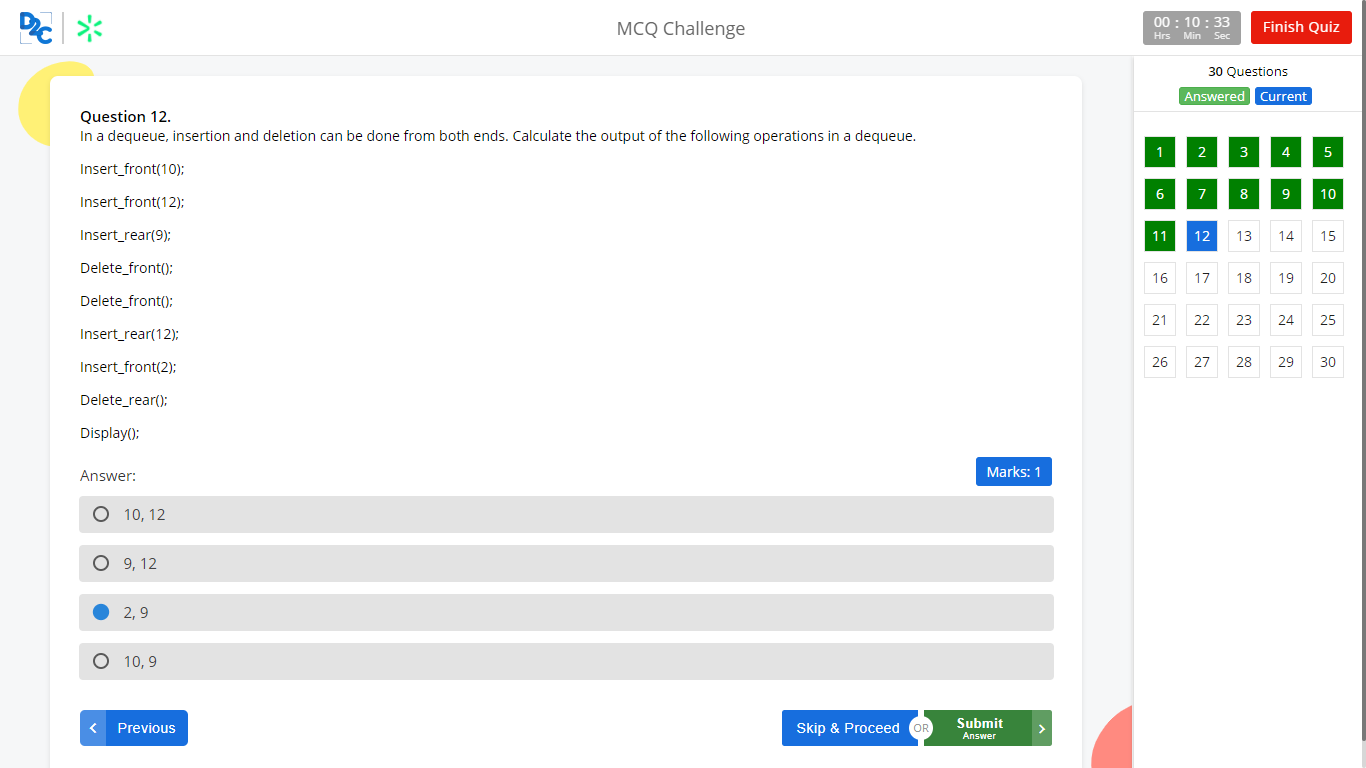 D2C
MCQ Challenge
00 : 10 : 33
Hrs Min Sec
Finish Quiz
30 Questions
Answered Current
Question 12.
In a dequeue, insertion and deletion can be done from both ends. Calculate the output of the following operations in a dequeue.
Insert_front(10);
Insert_front(12);
Insert_rear(9);
Delete_front();
Delete_front();
Insert_rear(12);
Insert_front(2);
Delete_rear();
Display();
Answer:
Marks: 1
10, 12
9, 12
2, 9
10, 9
Previous
Skip & Proceed
OR
Submit
Answer
1 2 3 4 5
6 7 8 9 10
11 12 13 14 15
16 17 18 19 20
21 22 23 24 25
26 27 28 29 30